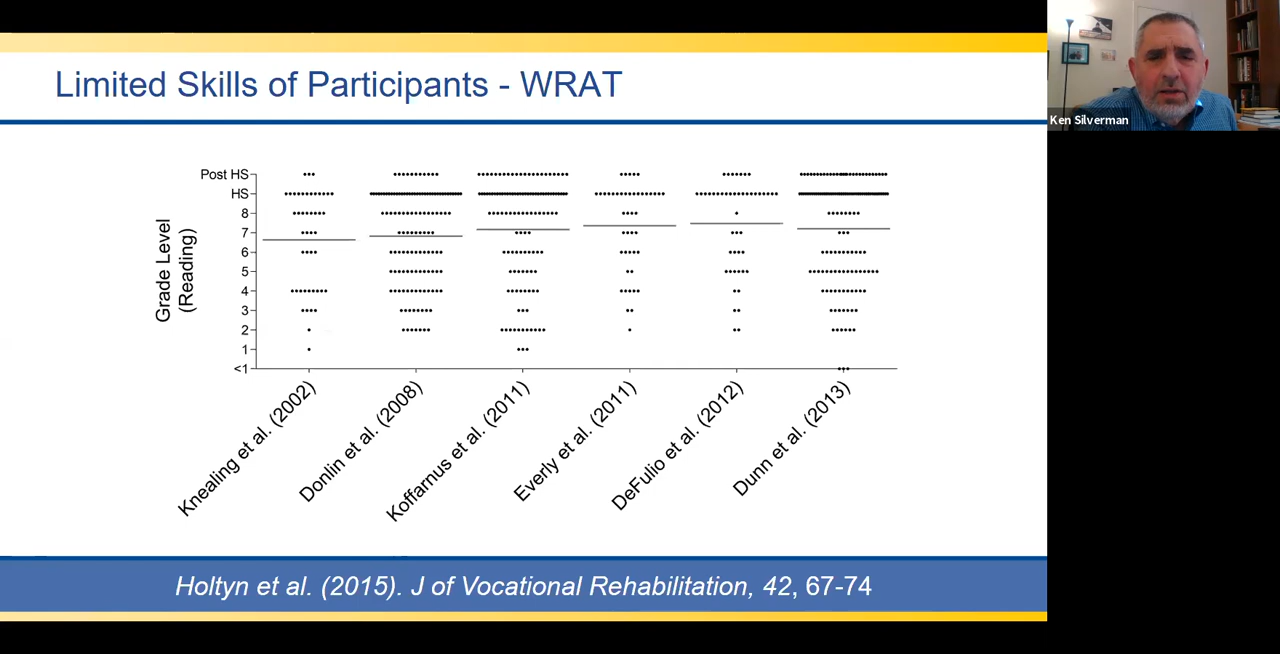 Limited Skills of Participants - WRAT
Ken Silverman
Grade Level
(Reading)
Post HS
HS
8
7
6
5
4
3
2
1
<1
Knealing et al. (2002)
Donlin et al. (2008)
Koffarnus et al. (2011)
Everly et al. (2011)
DeFulio et al. (2012)
Dunn et al. (2013)
Holtyn et al. (2015). J of Vocational Rehabilitation, 42, 67-74